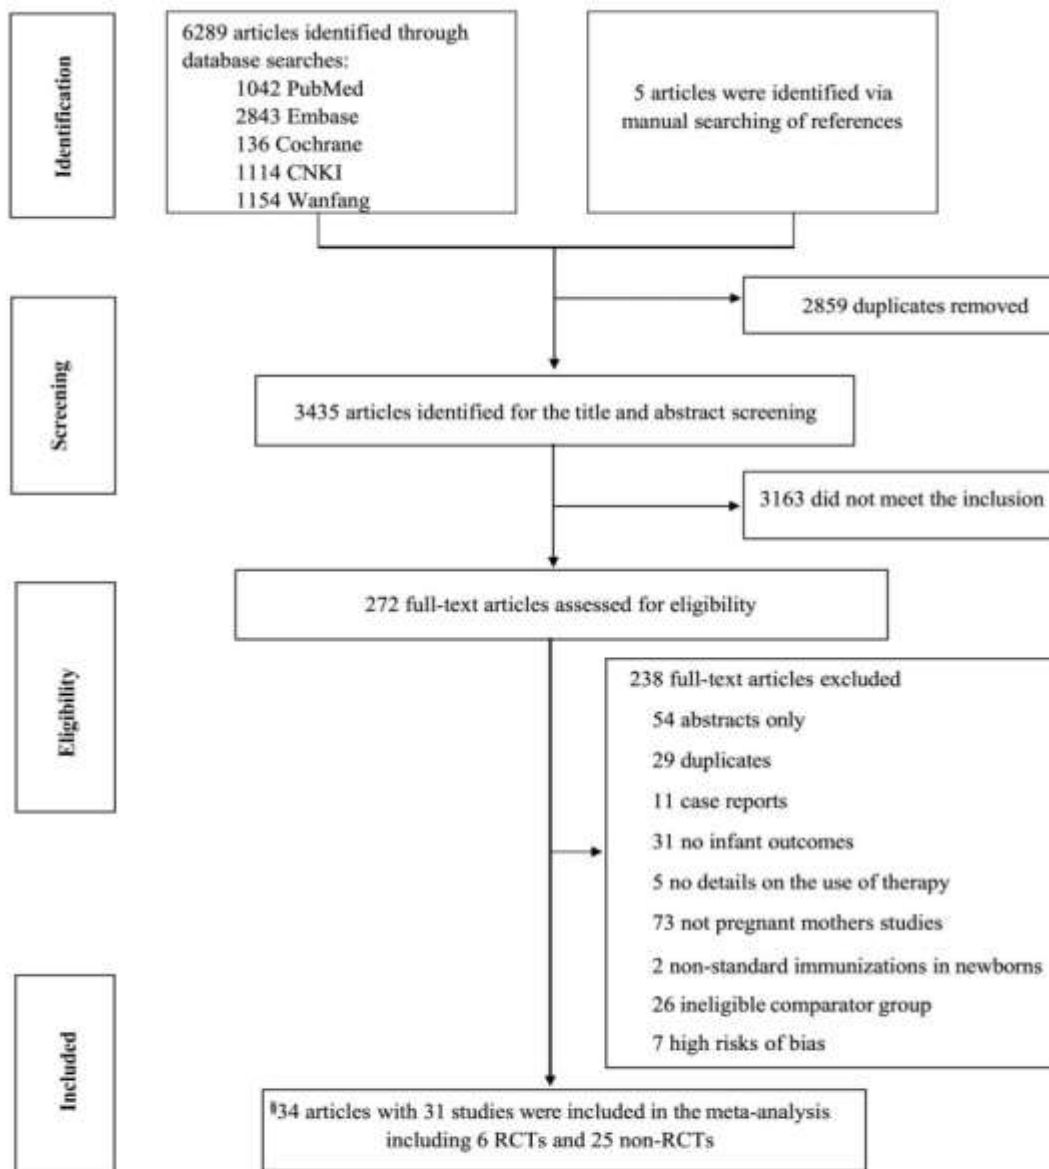 Identification
6289 articles identified through
database searches:
1042 PubMed
2843 Embase
136 Cochrane
1114 CNKI
1154 Wanfang
5 articles were identified via
manual searching of references
2859 duplicates removed
Screening
3435 articles identified for the title and abstract screening
3163 did not meet the inclusion
272 full-text articles assessed for eligibility
Eligibility
238 full-text articles excluded
54 abstracts only
29 duplicates
11 case reports
31 no infant outcomes
5 no details on the use of therapy
73 not pregnant mothers studies
2 non-standard immunizations in newborns
26 ineligible comparator group
7 high risks of bias
Included
§34 articles with 31 studies were included in the meta-analysis
including 6 RCTs and 25 non-RCTs